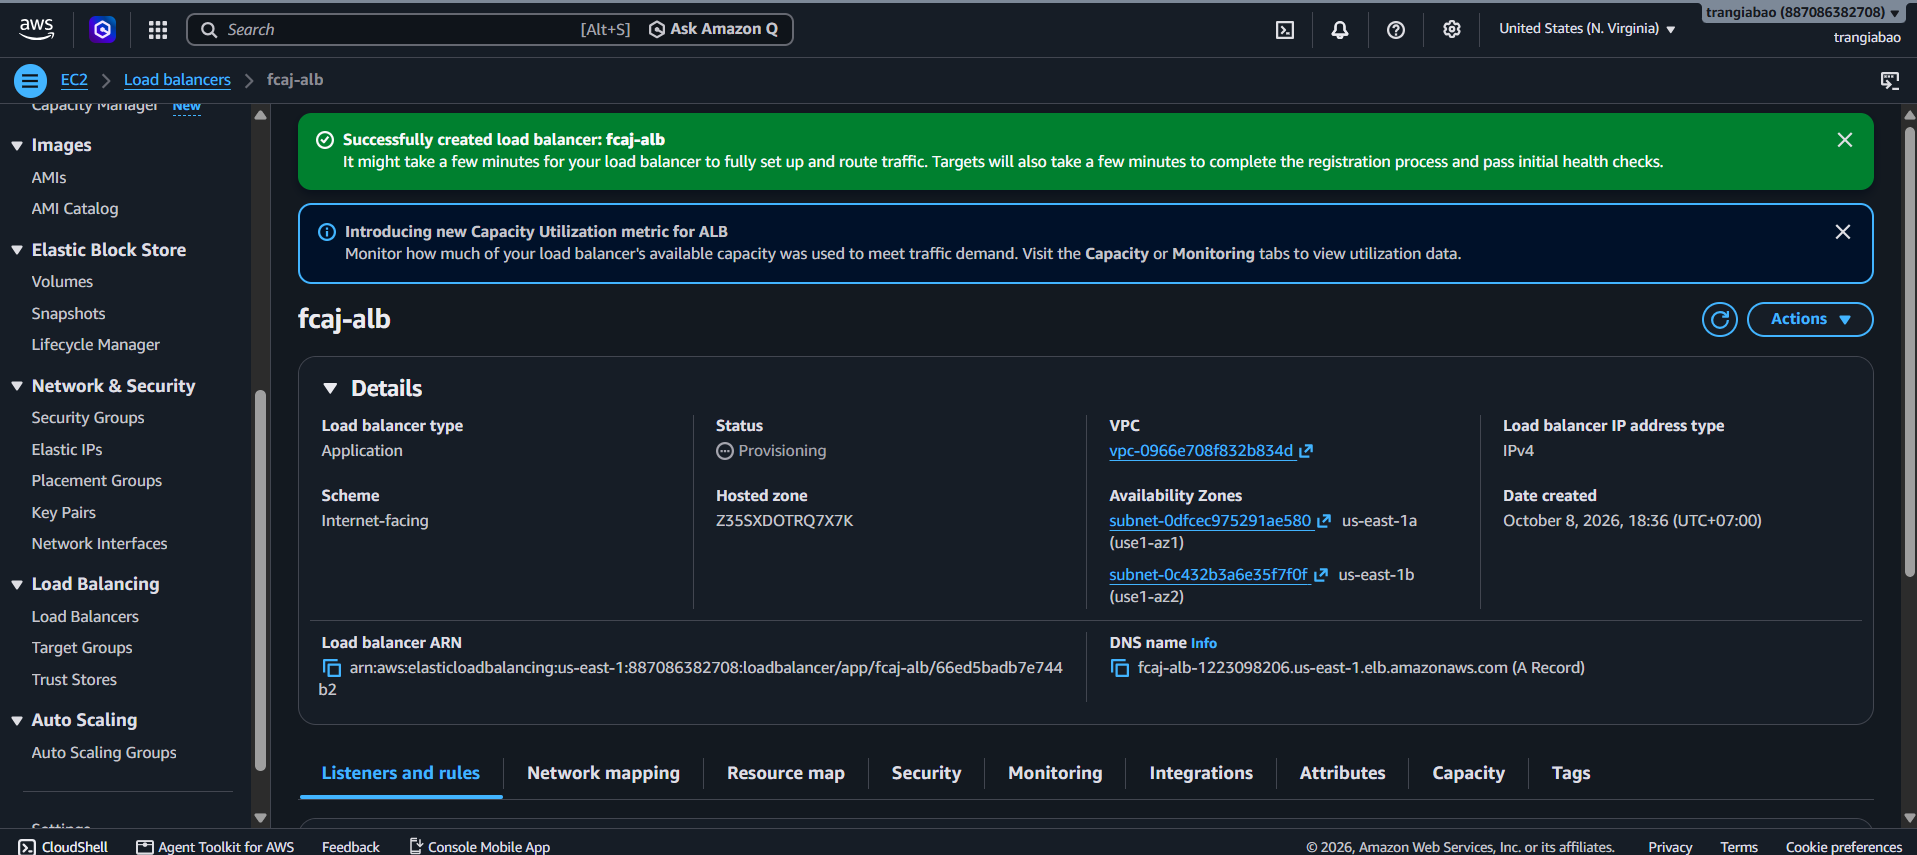 aws
Search
[Alt+S]
Ask Amazon Q
United States (N. Virginia)
trangiabao (887086382708)
trangiabao
EC2
Load balancers
fcaj-alb
Capacity Manager New
Images
AMIs
AMI Catalog
Elastic Block Store
Volumes
Snapshots
Lifecycle Manager
Network & Security
Security Groups
Elastic IPs
Placement Groups
Key Pairs
Network Interfaces
Load Balancing
Load Balancers
Target Groups
Trust Stores
Auto Scaling
Auto Scaling Groups
Settings
Successfully created load balancer: fcaj-alb
It might take a few minutes for your load balancer to fully set up and route traffic. Targets will also take a few minutes to complete the registration process and pass initial health checks.
Introducing new Capacity Utilization metric for ALB
Monitor how much of your load balancer's available capacity was used to meet traffic demand. Visit the Capacity or Monitoring tabs to view utilization data.
fcaj-alb
Actions
Details
Load balancer type
Application
Status
Provisioning
VPC
vpc-0966e708f832b834d
Load balancer IP address type
IPv4
Scheme
Internet-facing
Hosted zone
Z35SXDOTRQ7X7K
Availability Zones
subnet-0dfcec975291ae580 us-east-1a
(use1-az1)
subnet-0c432b3a6e35f7f0f us-east-1b
(use1-az2)
Date created
October 8, 2026, 18:36 (UTC+07:00)
Load balancer ARN
arn:aws:elasticloadbalancing:us-east-1:887086382708:loadbalancer/app/fcaj-alb/66ed5badb7e744
b2
DNS name Info
fcaj-alb-1223098206.us-east-1.elb.amazonaws.com (A Record)
Listeners and rules
Network mapping
Resource map
Security
Monitoring
Integrations
Attributes
Capacity
Tags
CloudShell
Agent Toolkit for AWS
Feedback
Console Mobile App
© 2026, Amazon Web Services, Inc. or its affiliates.
Privacy
Terms
Cookie preferences